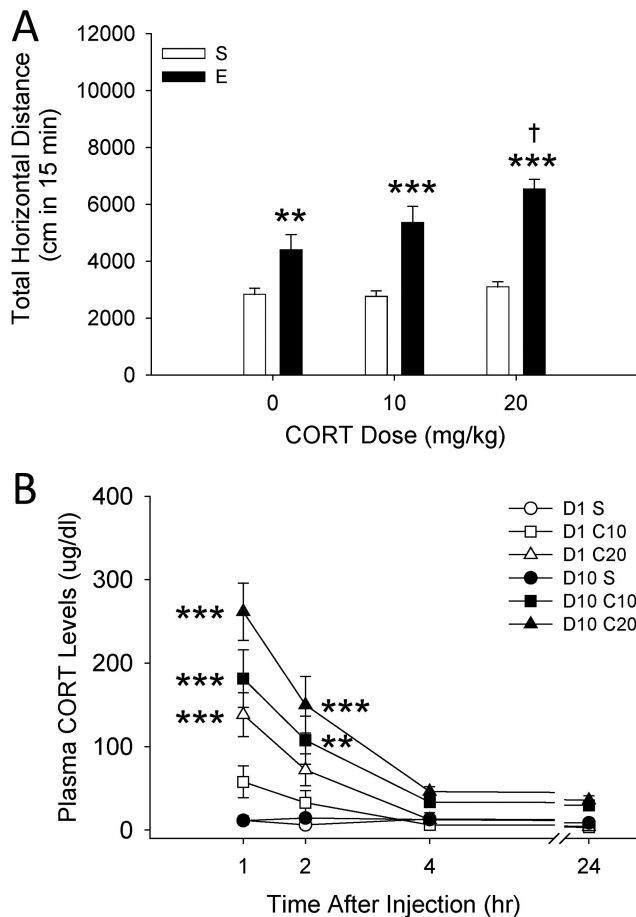 A
Total Horizontal Distance
(cm in 15 min)
12000
10000
8000
6000
4000
2000
0
S
E
**
***
†
***
0
10
20
CORT Dose (mg/kg)
B
Plasma CORT Levels (ug/dl)
400
300
200
100
0
D1 S
D1 C10
D1 C20
D10 S
D10 C10
D10 C20
***
***
***
***
**
1
2
4
24
Time After Injection (hr)